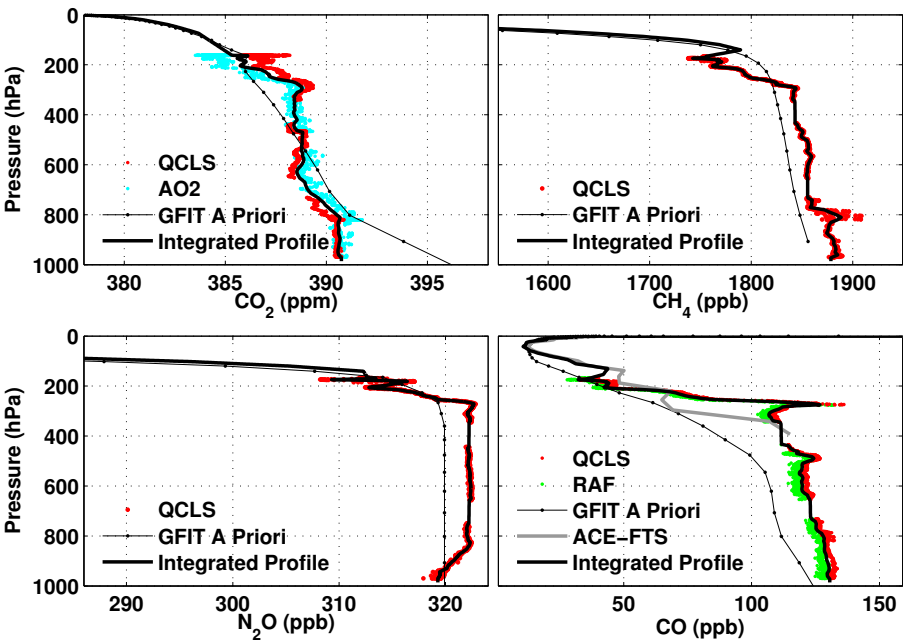 0
200
400
600
800
1000
Pressure (hPa)
QCLS
AO2
GFIT A Priori
Integrated Profile
378 382 386 390 395
CO2 (ppm)
QCLS
GFIT A Priori
Integrated Profile
1600 1700 1800 1900
CH4 (ppb)
0
200
400
600
800
1000
Pressure (hPa)
QCLS
GFIT A Priori
Integrated Profile
290 300 310 320
N2O (ppb)
QCLS
RAF
GFIT A Priori
ACE-FTS
Integrated Profile
50 100 150
CO (ppb)